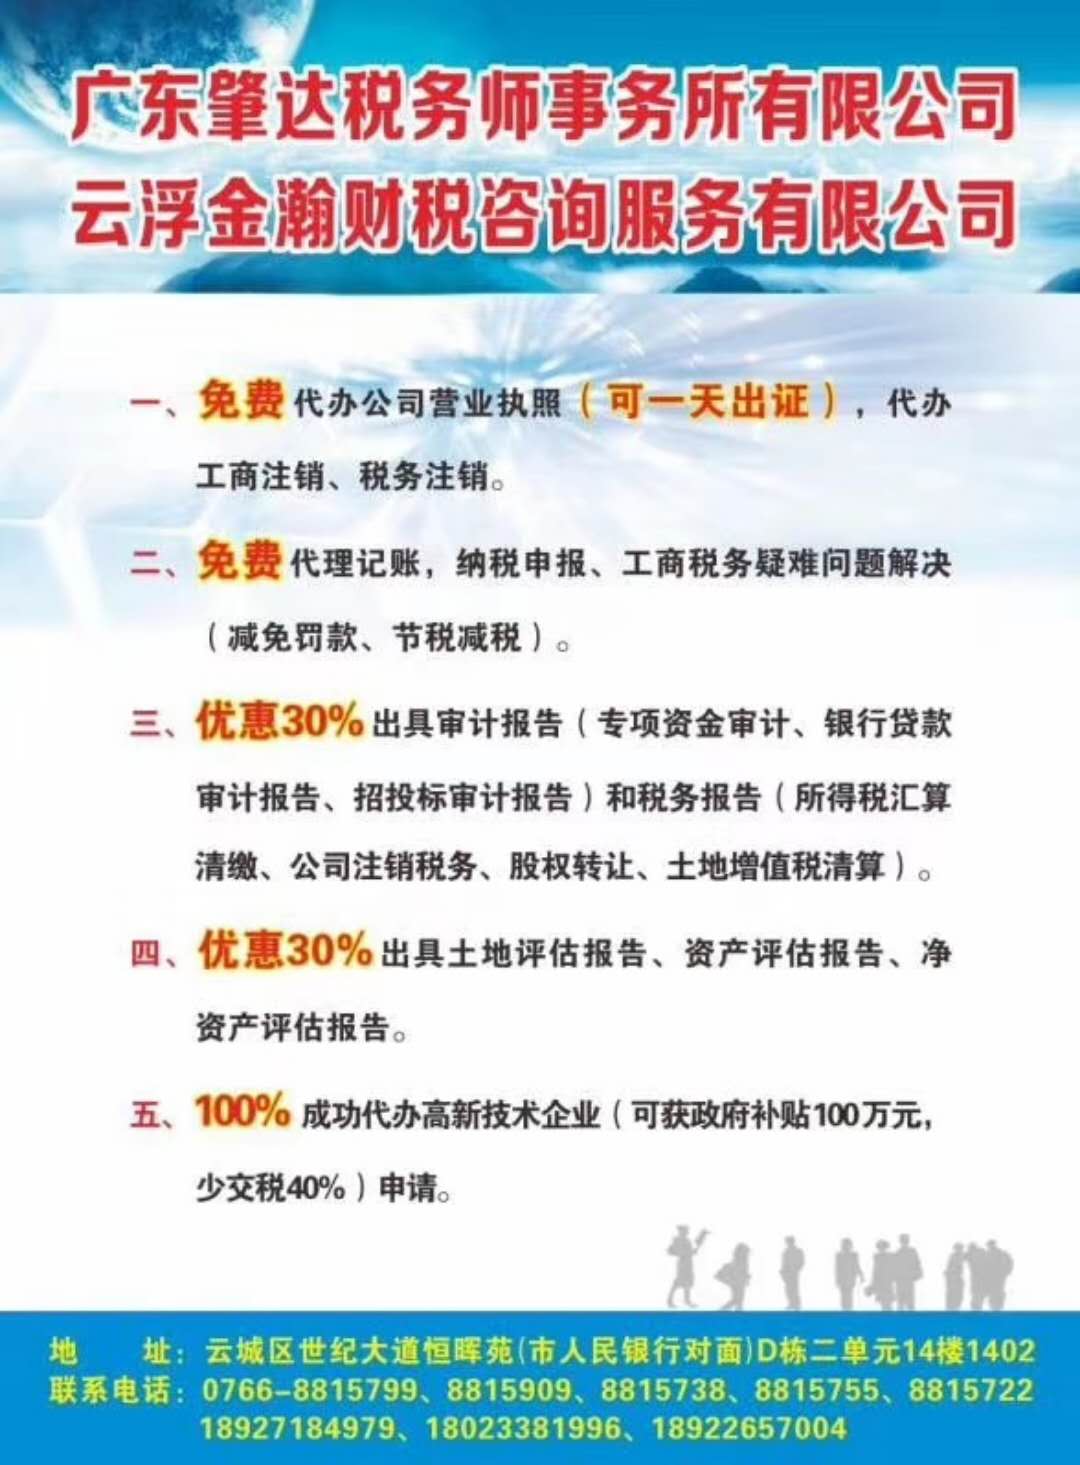 广东肇达税务师事务所有限公司
云浮金瀚财税咨询服务有限公司
一、免费代办公司营业执照（可一天出证），代办
工商注销、税务注销。
二、免费代理记账，纳税申报、工商税务疑难问题解决
（减免罚款、节税减税）。
三、优惠30%出具审计报告（专项资金审计、银行贷款
审计报告、招投标审计报告）和税务报告（所得税汇算
清缴、公司注销税务、股权转让、土地增值税清算）。
四、优惠30%出具土地评估报告、资产评估报告、净
资产评估报告。
五、100%成功代办高新技术企业（可获政府补贴100万元，
少交税40%）申请。
地　　址：云城区世纪大道恒晖苑(市人民银行对面)D栋二单元14楼1402
联系电话：0766-8815799、8815909、8815738、8815755、8815722
18927184979、18023381996、18922657004